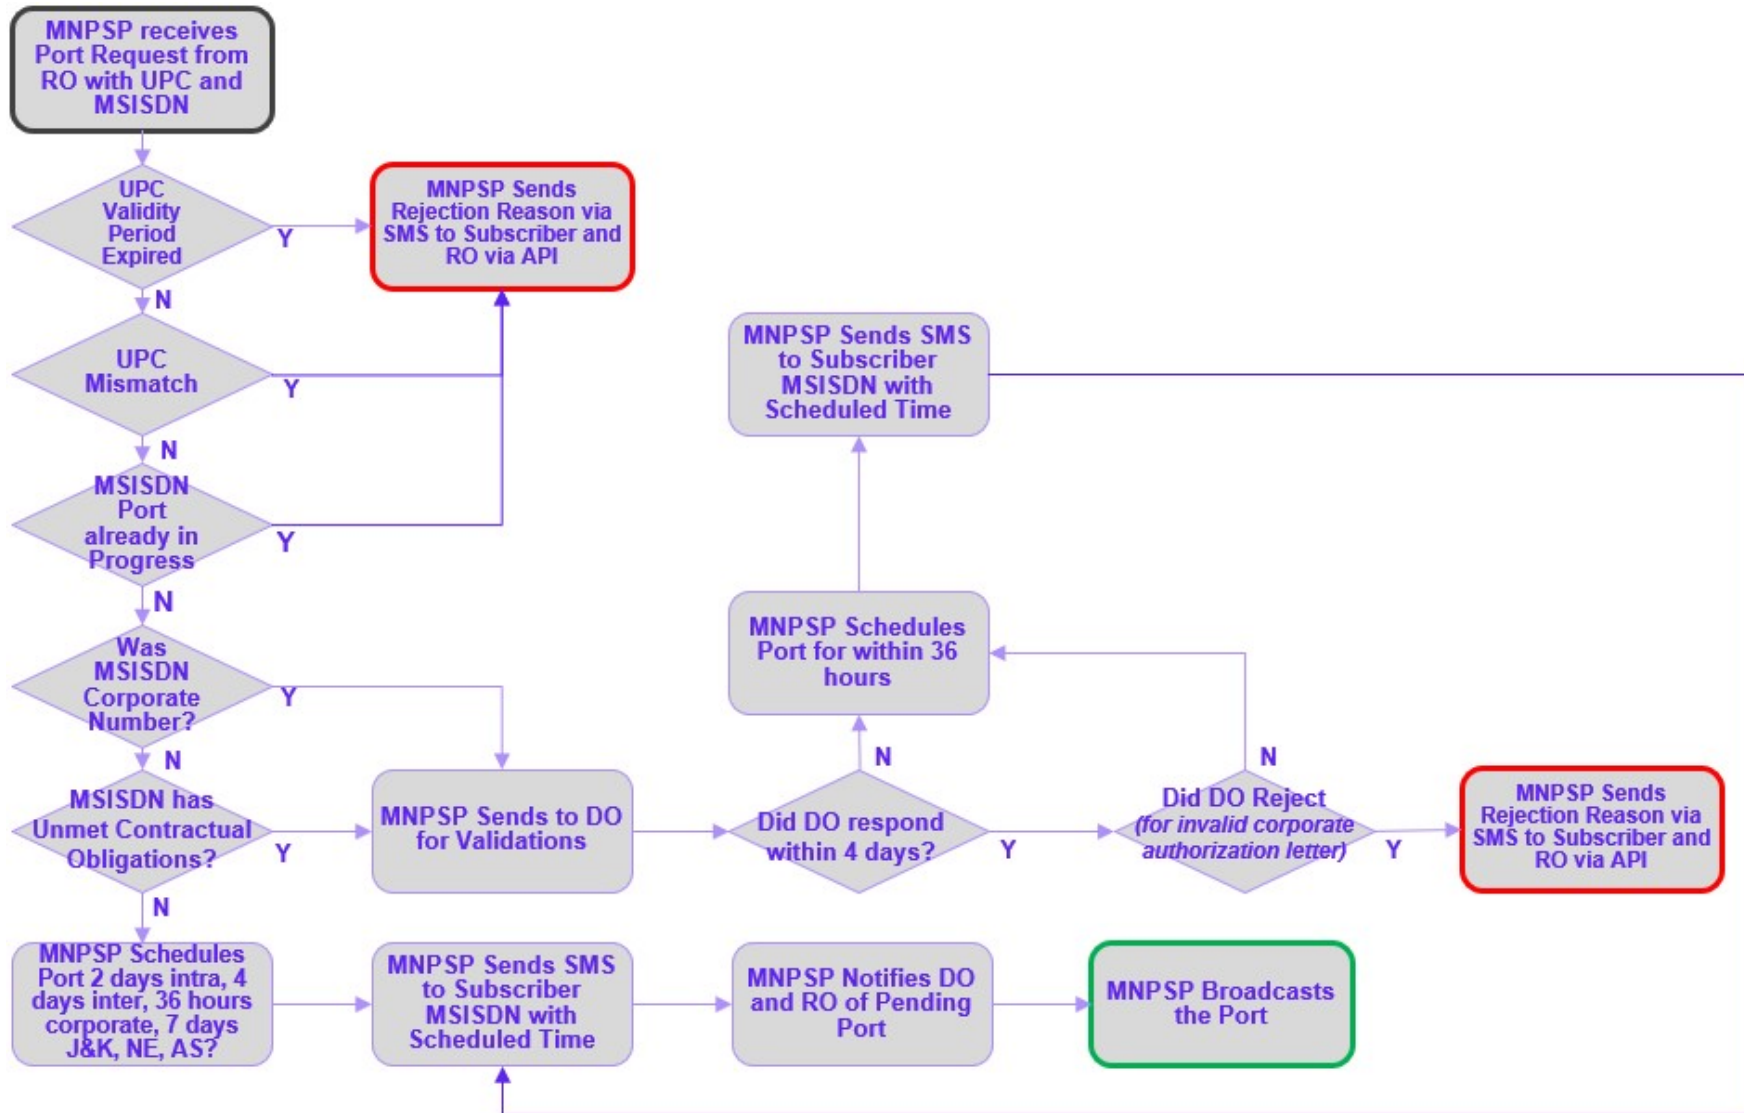 MNPSP receives
Port Request from
RO with UPC and
MSISDN
UPC
Validity
Period
Expired
Y
N
MNPSP Sends
Rejection Reason via
SMS to Subscriber and
RO via API
UPC
Mismatch
Y
N
MSISDN
Port
already in
Progress
Y
N
Was
MSISDN
Corporate
Number?
Y
N
MSISDN has
Unmet Contractual
Obligations?
Y
N
MNPSP Sends to DO
for Validations
Did DO respond
within 4 days?
N
Y
MNPSP Schedules
Port for within 36
hours
MNPSP Sends SMS
to Subscriber
MSISDN with
Scheduled Time
Did DO Reject
(for invalid corporate
authorization letter)
N
Y
MNPSP Sends
Rejection Reason via
SMS to Subscriber and
RO via API
MNPSP Schedules
Port 2 days intra, 4
days inter, 36 hours
corporate, 7 days
J&K, NE, AS?
MNPSP Sends SMS
to Subscriber
MSISDN with
Scheduled Time
MNPSP Notifies DO
and RO of Pending
Port
MNPSP Broadcasts
the Port